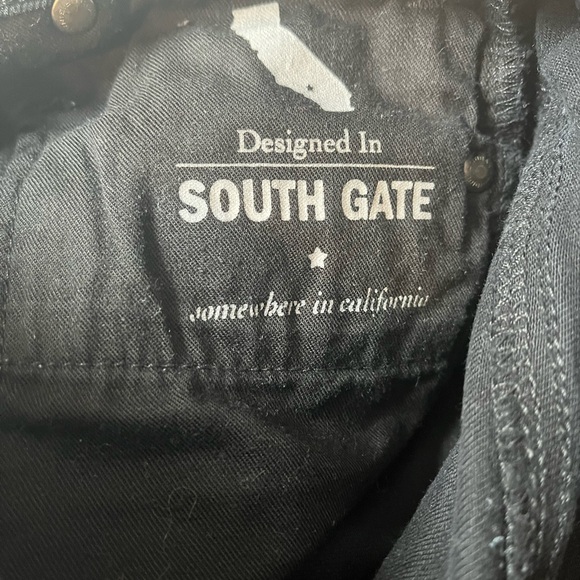 Designed In
SOUTH GATE
somewhere in california